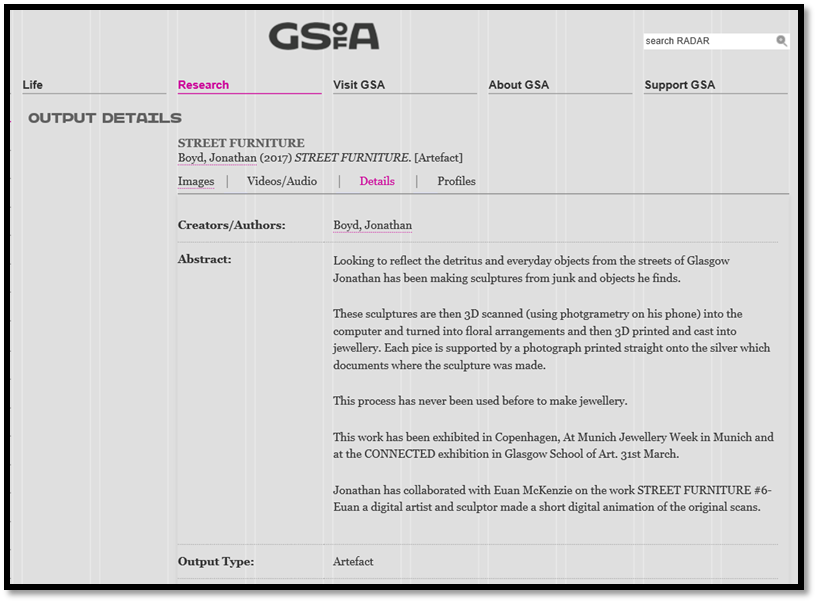 GSOFA
search RADAR
Life
Research
Visit GSA
About GSA
Support GSA
OUTPUT DETAILS
STREET FURNITURE
Boyd, Jonathan (2017) STREET FURNITURE. [Artefact]
Images | Videos/Audio | Details | Profiles
Creators/Authors: Boyd, Jonathan
Abstract: Looking to reflect the detritus and everyday objects from the streets of Glasgow
Jonathan has been making sculptures from junk and objects he finds.
These sculptures are then 3D scanned (using photgrametry on his phone) into the
computer and turned into floral arrangements and then 3D printed and cast into
jewellery. Each pice is supported by a photograph printed straight onto the silver which
documents where the sculpture was made.
This process has never been used before to make jewellery.
This work has been exhibited in Copenhagen, At Munich Jewellery Week in Munich and
at the CONNECTED exhibition in Glasgow School of Art. 31st March.
Jonathan has collaborated with Euan McKenzie on the work STREET FURNITURE #6-
Euan a digital artist and sculptor made a short digital animation of the original scans.
Output Type: Artefact